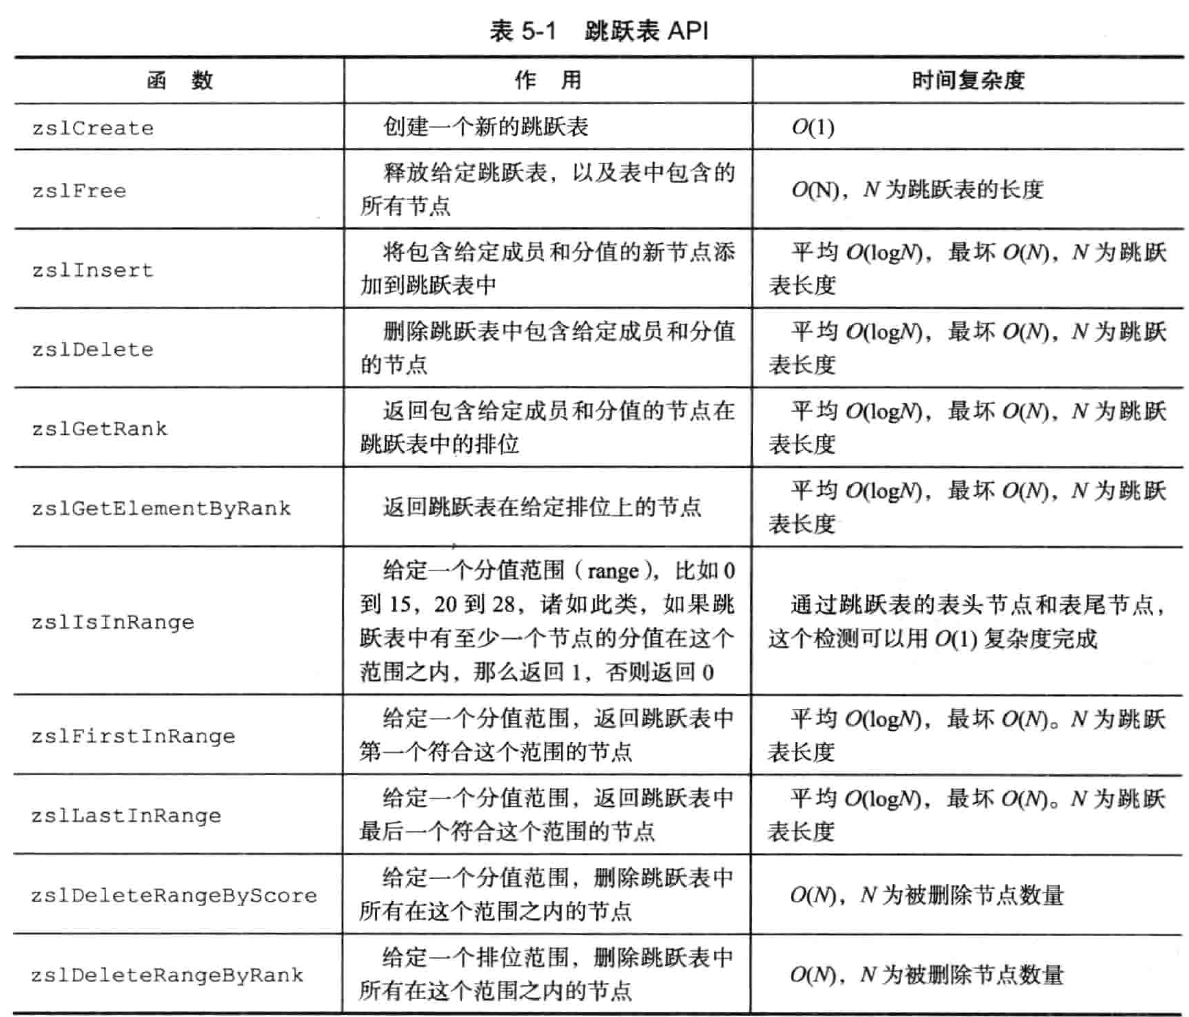 表 5-1 跳跃表 API
函 数 作 用 时间复杂度
zslCreate 创建一个新的跳跃表 O(1)
zslFree
释放给定跳跃表，以及表中包含的
所有节点
O(N)，N 为跳跃表的长度
zslInsert
将包含给定成员和分值的新节点添
加到跳跃表中
平均 O(logN)，最坏 O(N)，N 为跳跃
表长度
zslDelete
删除跳跃表中包含给定成员和分值
的节点
平均 O(logN)，最坏 O(N)，N 为跳跃
表长度
zslGetRank
返回包含给定成员和分值的节点在
跳跃表中的排位
平均 O(logN)，最坏 O(N)，N 为跳跃
表长度
zslGetElementByRank
返回跳跃表在给定排位上的节点
平均 O(logN)，最坏 O(N)，N 为跳跃
表长度
zslIsInRange
给定一个分值范围（range），比如 0
到 15，20 到 28，诸如此类，如果跳
跃表中有至少一个节点的分值在这个
范围之内，那么返回 1，否则返回 0
通过跳跃表的表头节点和表尾节点，
这个检测可以用 O(1) 复杂度完成
zslFirstInRange
给定一个分值范围，返回跳跃表中
第一个符合这个范围的节点
平均 O(logN)，最坏 O(N)。N 为跳跃
表长度
zslLastInRange
给定一个分值范围，返回跳跃表中
最后一个符合这个范围的节点
平均 O(logN)，最坏 O(N)。N 为跳跃
表长度
zslDeleteRangeByScore
给定一个分值范围，删除跳跃表中
所有在这个范围之内的节点
O(N)，N 为被删除节点数量
zslDeleteRangeByRank
给定一个排位范围，删除跳跃表中
所有在这个范围之内的节点
O(N)，N 为被删除节点数量